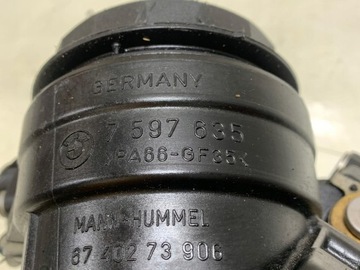 GERMANY
7 597 635
PA66-GF35
MANN+HUMMEL
67 402 73 906